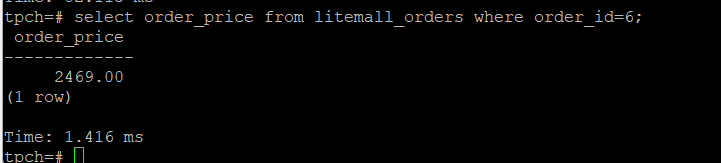 tpch=# select order_price from litemall_orders where order_id=6;
order_price
-------------
2469.00
(1 row)
Time: 1.416 ms
tpch=#